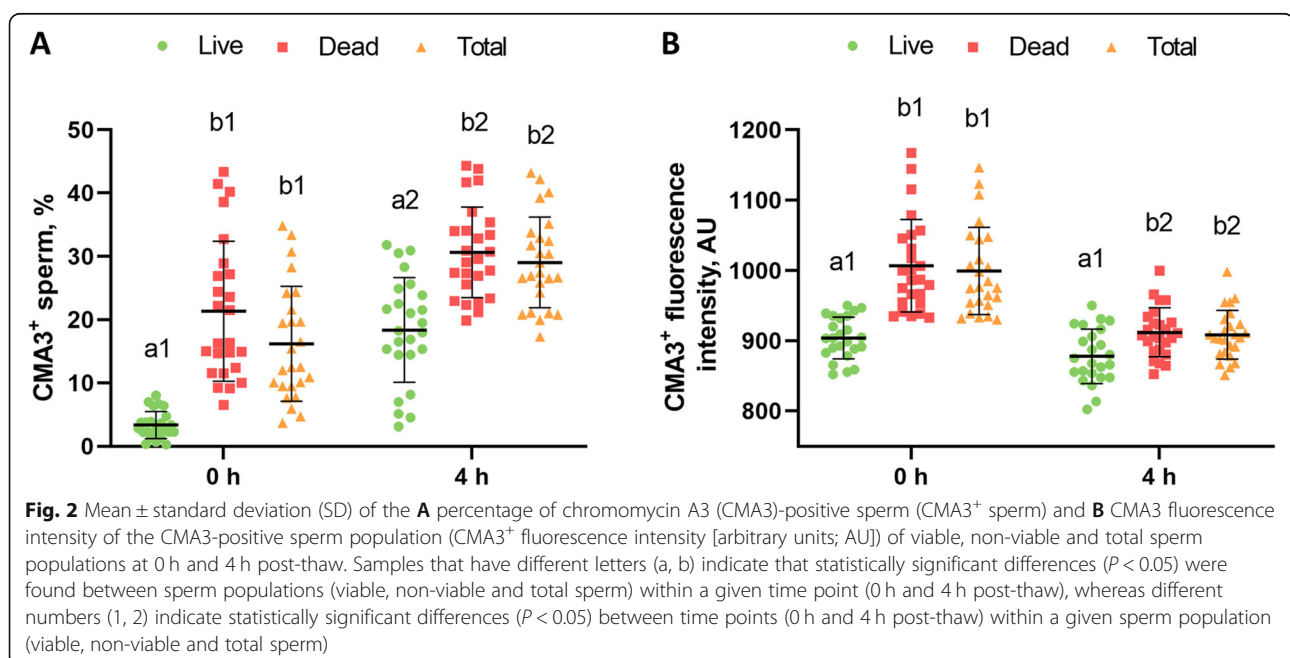 A
Live Dead Total
CMA3⁺ sperm, %
50
40
30
20
10
0
a1
b1
b1
a2
b2
b2
0 h
4 h
B
Live Dead Total
CMA3⁺ fluorescence
intensity, AU
1200
1100
1000
900
800
a1
b1
b1
a1
b2
b2
0 h
4 h
Fig. 2 Mean ± standard deviation (SD) of the A percentage of chromomycin A3 (CMA3)-positive sperm (CMA3⁺ sperm) and B CMA3 fluorescence
intensity of the CMA3-positive sperm population (CMA3⁺ fluorescence intensity [arbitrary units; AU]) of viable, non-viable and total sperm
populations at 0 h and 4 h post-thaw. Samples that have different letters (a, b) indicate that statistically significant differences (P < 0.05) were
found between sperm populations (viable, non-viable and total sperm) within a given time point (0 h and 4 h post-thaw), whereas different
numbers (1, 2) indicate statistically significant differences (P < 0.05) between time points (0 h and 4 h post-thaw) within a given sperm population
(viable, non-viable and total sperm)